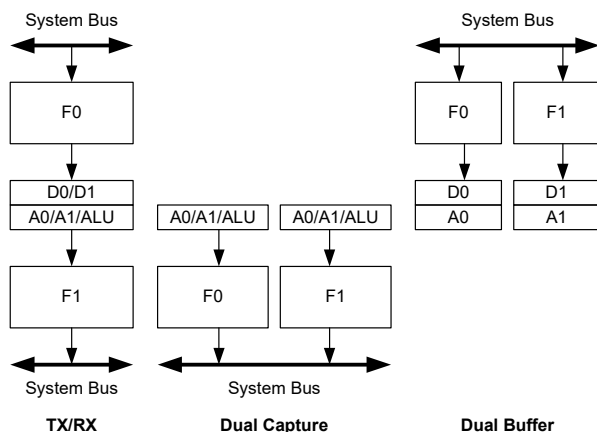 System Bus
System Bus
F0
F0
F1
D0/D1
D0
D1
A0/A1/ALU
A0/A1/ALU
A0/A1/ALU
A0
A1
F1
F0
F1
System Bus
System Bus
TX/RX
Dual Capture
Dual Buffer